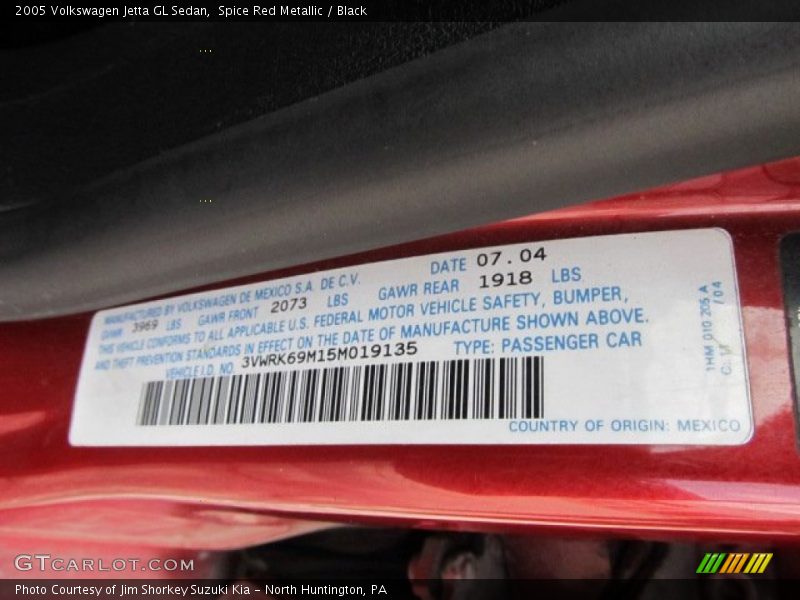 2005 Volkswagen Jetta GL Sedan, Spice Red Metallic / Black
MANUFACTURED BY VOLKSWAGEN DE MEXICO S.A. DE C.V. DATE 07.04
GAWR 3969 LBS GAWR FRONT 2073 LBS GAWR REAR 1918 LBS
THIS VEHICLE CONFORMS TO ALL APPLICABLE U.S. FEDERAL MOTOR VEHICLE SAFETY, BUMPER,
AND THEFT PREVENTION STANDARDS IN EFFECT ON THE DATE OF MANUFACTURE SHOWN ABOVE.
VEHICLE I.D. NO. 3VWRK69M15M019135 TYPE: PASSENGER CAR
COUNTRY OF ORIGIN: MEXICO
1HM 010 205 A
/04
GTCARLOT.COM
Photo Courtesy of Jim Shorkey Suzuki Kia – North Huntington, PA